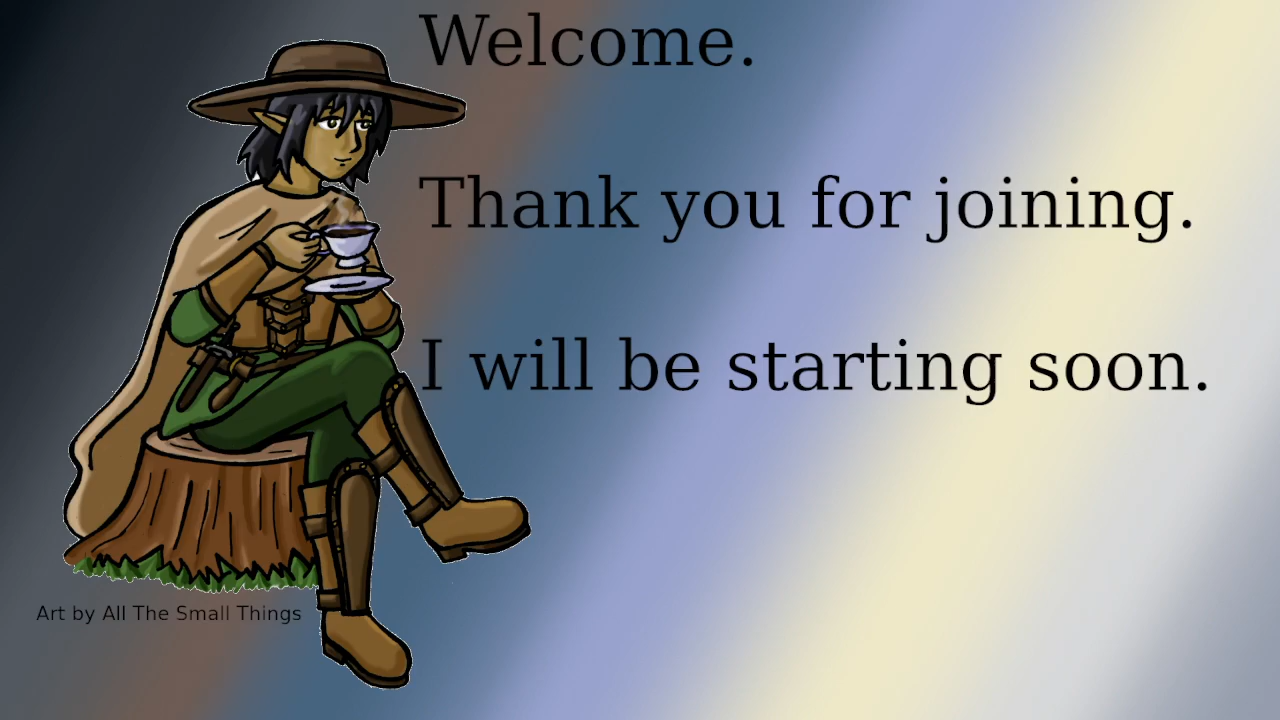 Welcome.
Thank you for joining.
I will be starting soon.
Art by All The Small Things